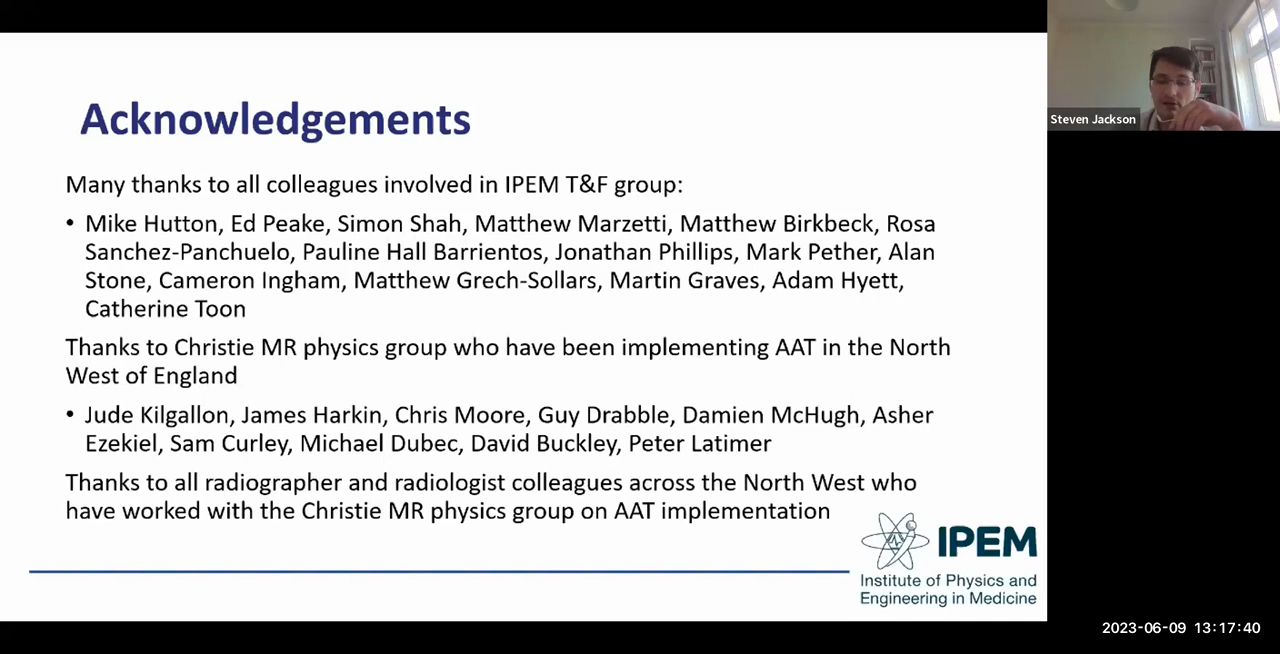 Acknowledgements
Many thanks to all colleagues involved in IPEM T&F group:
• Mike Hutton, Ed Peake, Simon Shah, Matthew Marzetti, Matthew Birkbeck, Rosa
Sanchez-Panchuelo, Pauline Hall Barrientos, Jonathan Phillips, Mark Pether, Alan
Stone, Cameron Ingham, Matthew Grech-Sollars, Martin Graves, Adam Hyett,
Catherine Toon
Thanks to Christie MR physics group who have been implementing AAT in the North
West of England
• Jude Kilgallon, James Harkin, Chris Moore, Guy Drabble, Damien McHugh, Asher
Ezekiel, Sam Curley, Michael Dubec, David Buckley, Peter Latimer
Thanks to all radiographer and radiologist colleagues across the North West who
have worked with the Christie MR physics group on AAT implementation
IPEM
Institute of Physics and
Engineering in Medicine
Steven Jackson
2023-06-09 13:17:40